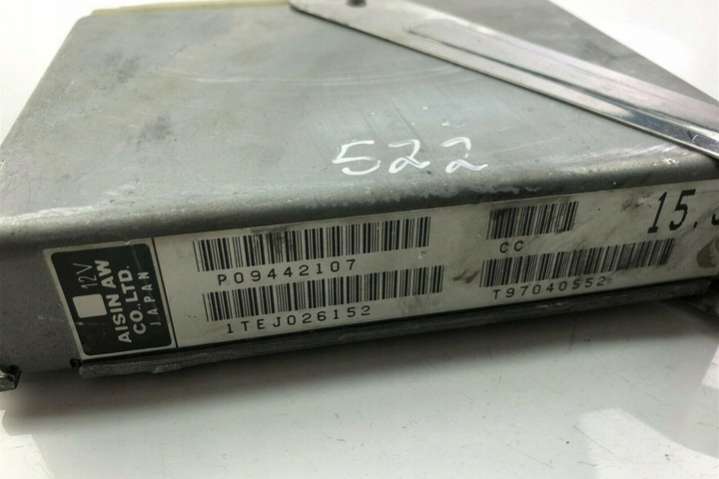 522
12V
AISIN AW
CO., LTD.
JAPAN
P09442107
1TEJ026152
CC
T97040552
15.